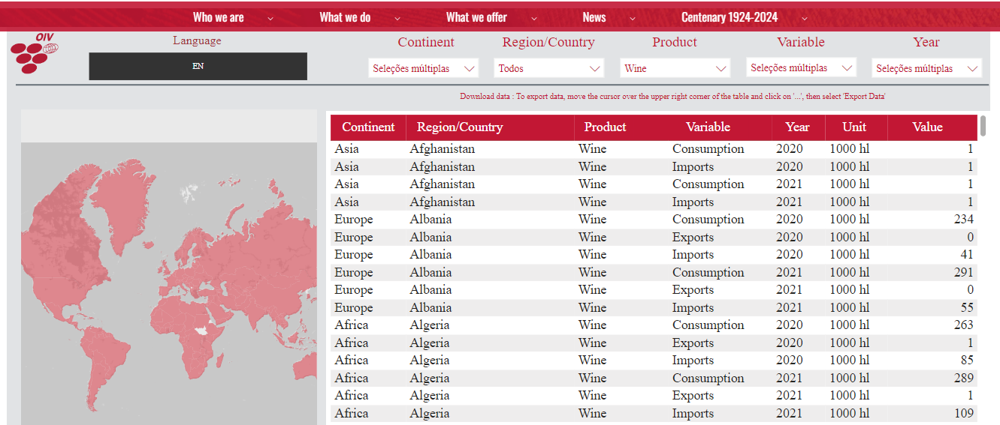 Who we are What we do What we offer News Centenary 1924-2024
OIV
Language Continent Region/Country Product Variable Year
EN Seleções múltiplas Todos Wine Seleções múltiplas Seleções múltiplas
Download data : To export data, move the cursor over the upper right corner of the table and click on '...', then select 'Export Data'
Continent Region/Country Product Variable Year Unit Value
Asia Afghanistan Wine Consumption 2020 1000 hl 1
Asia Afghanistan Wine Imports 2020 1000 hl 1
Asia Afghanistan Wine Consumption 2021 1000 hl 1
Asia Afghanistan Wine Imports 2021 1000 hl 1
Europe Albania Wine Consumption 2020 1000 hl 234
Europe Albania Wine Exports 2020 1000 hl 0
Europe Albania Wine Imports 2020 1000 hl 41
Europe Albania Wine Consumption 2021 1000 hl 291
Europe Albania Wine Exports 2021 1000 hl 0
Europe Albania Wine Imports 2021 1000 hl 55
Africa Algeria Wine Consumption 2020 1000 hl 263
Africa Algeria Wine Exports 2020 1000 hl 1
Africa Algeria Wine Imports 2020 1000 hl 85
Africa Algeria Wine Consumption 2021 1000 hl 289
Africa Algeria Wine Exports 2021 1000 hl 1
Africa Algeria Wine Imports 2021 1000 hl 109